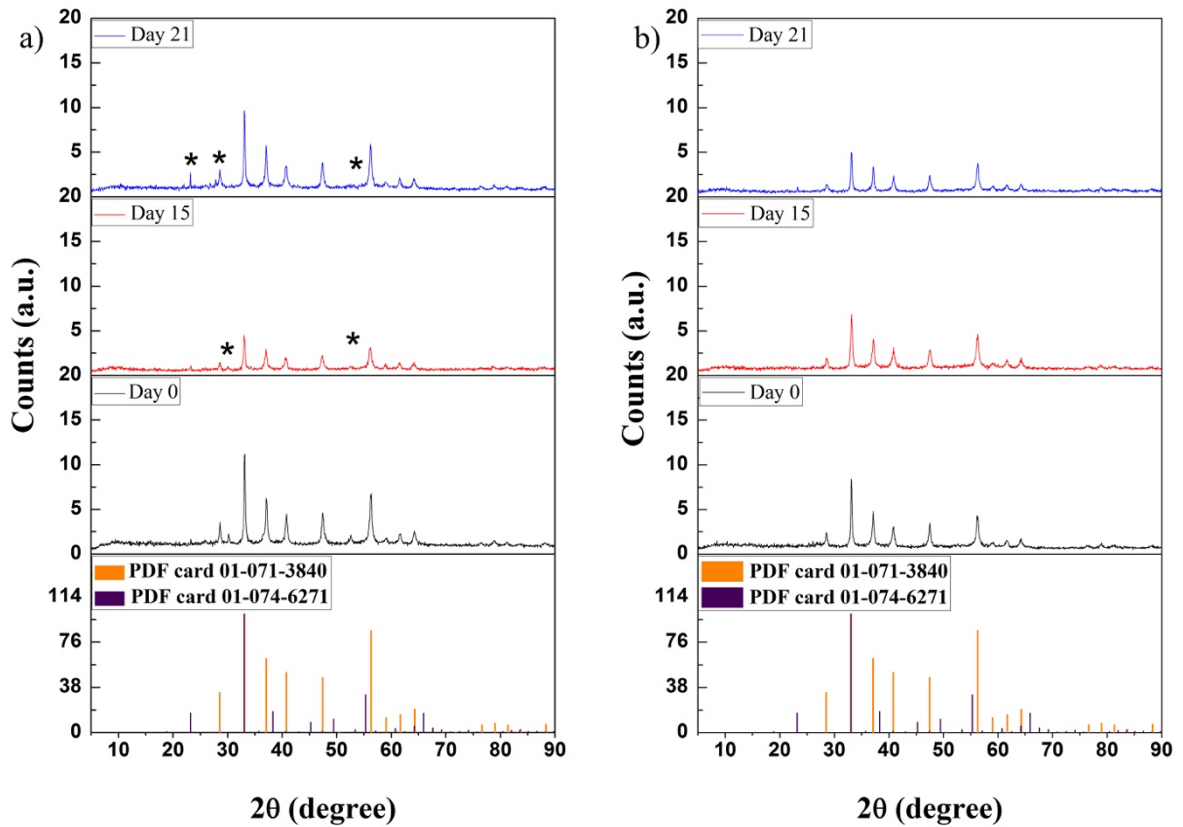 a)
20
Day 21
15
10
* * *
5
20
Day 15
15
10
5
* *
20
Day 0
15
10
5
0
PDF card 01-071-3840
PDF card 01-074-6271
114
76
38
0
10 20 30 40 50 60 70 80 90
2θ (degree)
Counts (a.u.)
b)
20
Day 21
15
10
5
20
Day 15
15
10
5
20
Day 0
15
10
5
0
PDF card 01-071-3840
PDF card 01-074-6271
114
76
38
0
10 20 30 40 50 60 70 80 90
2θ (degree)
Counts (a.u.)